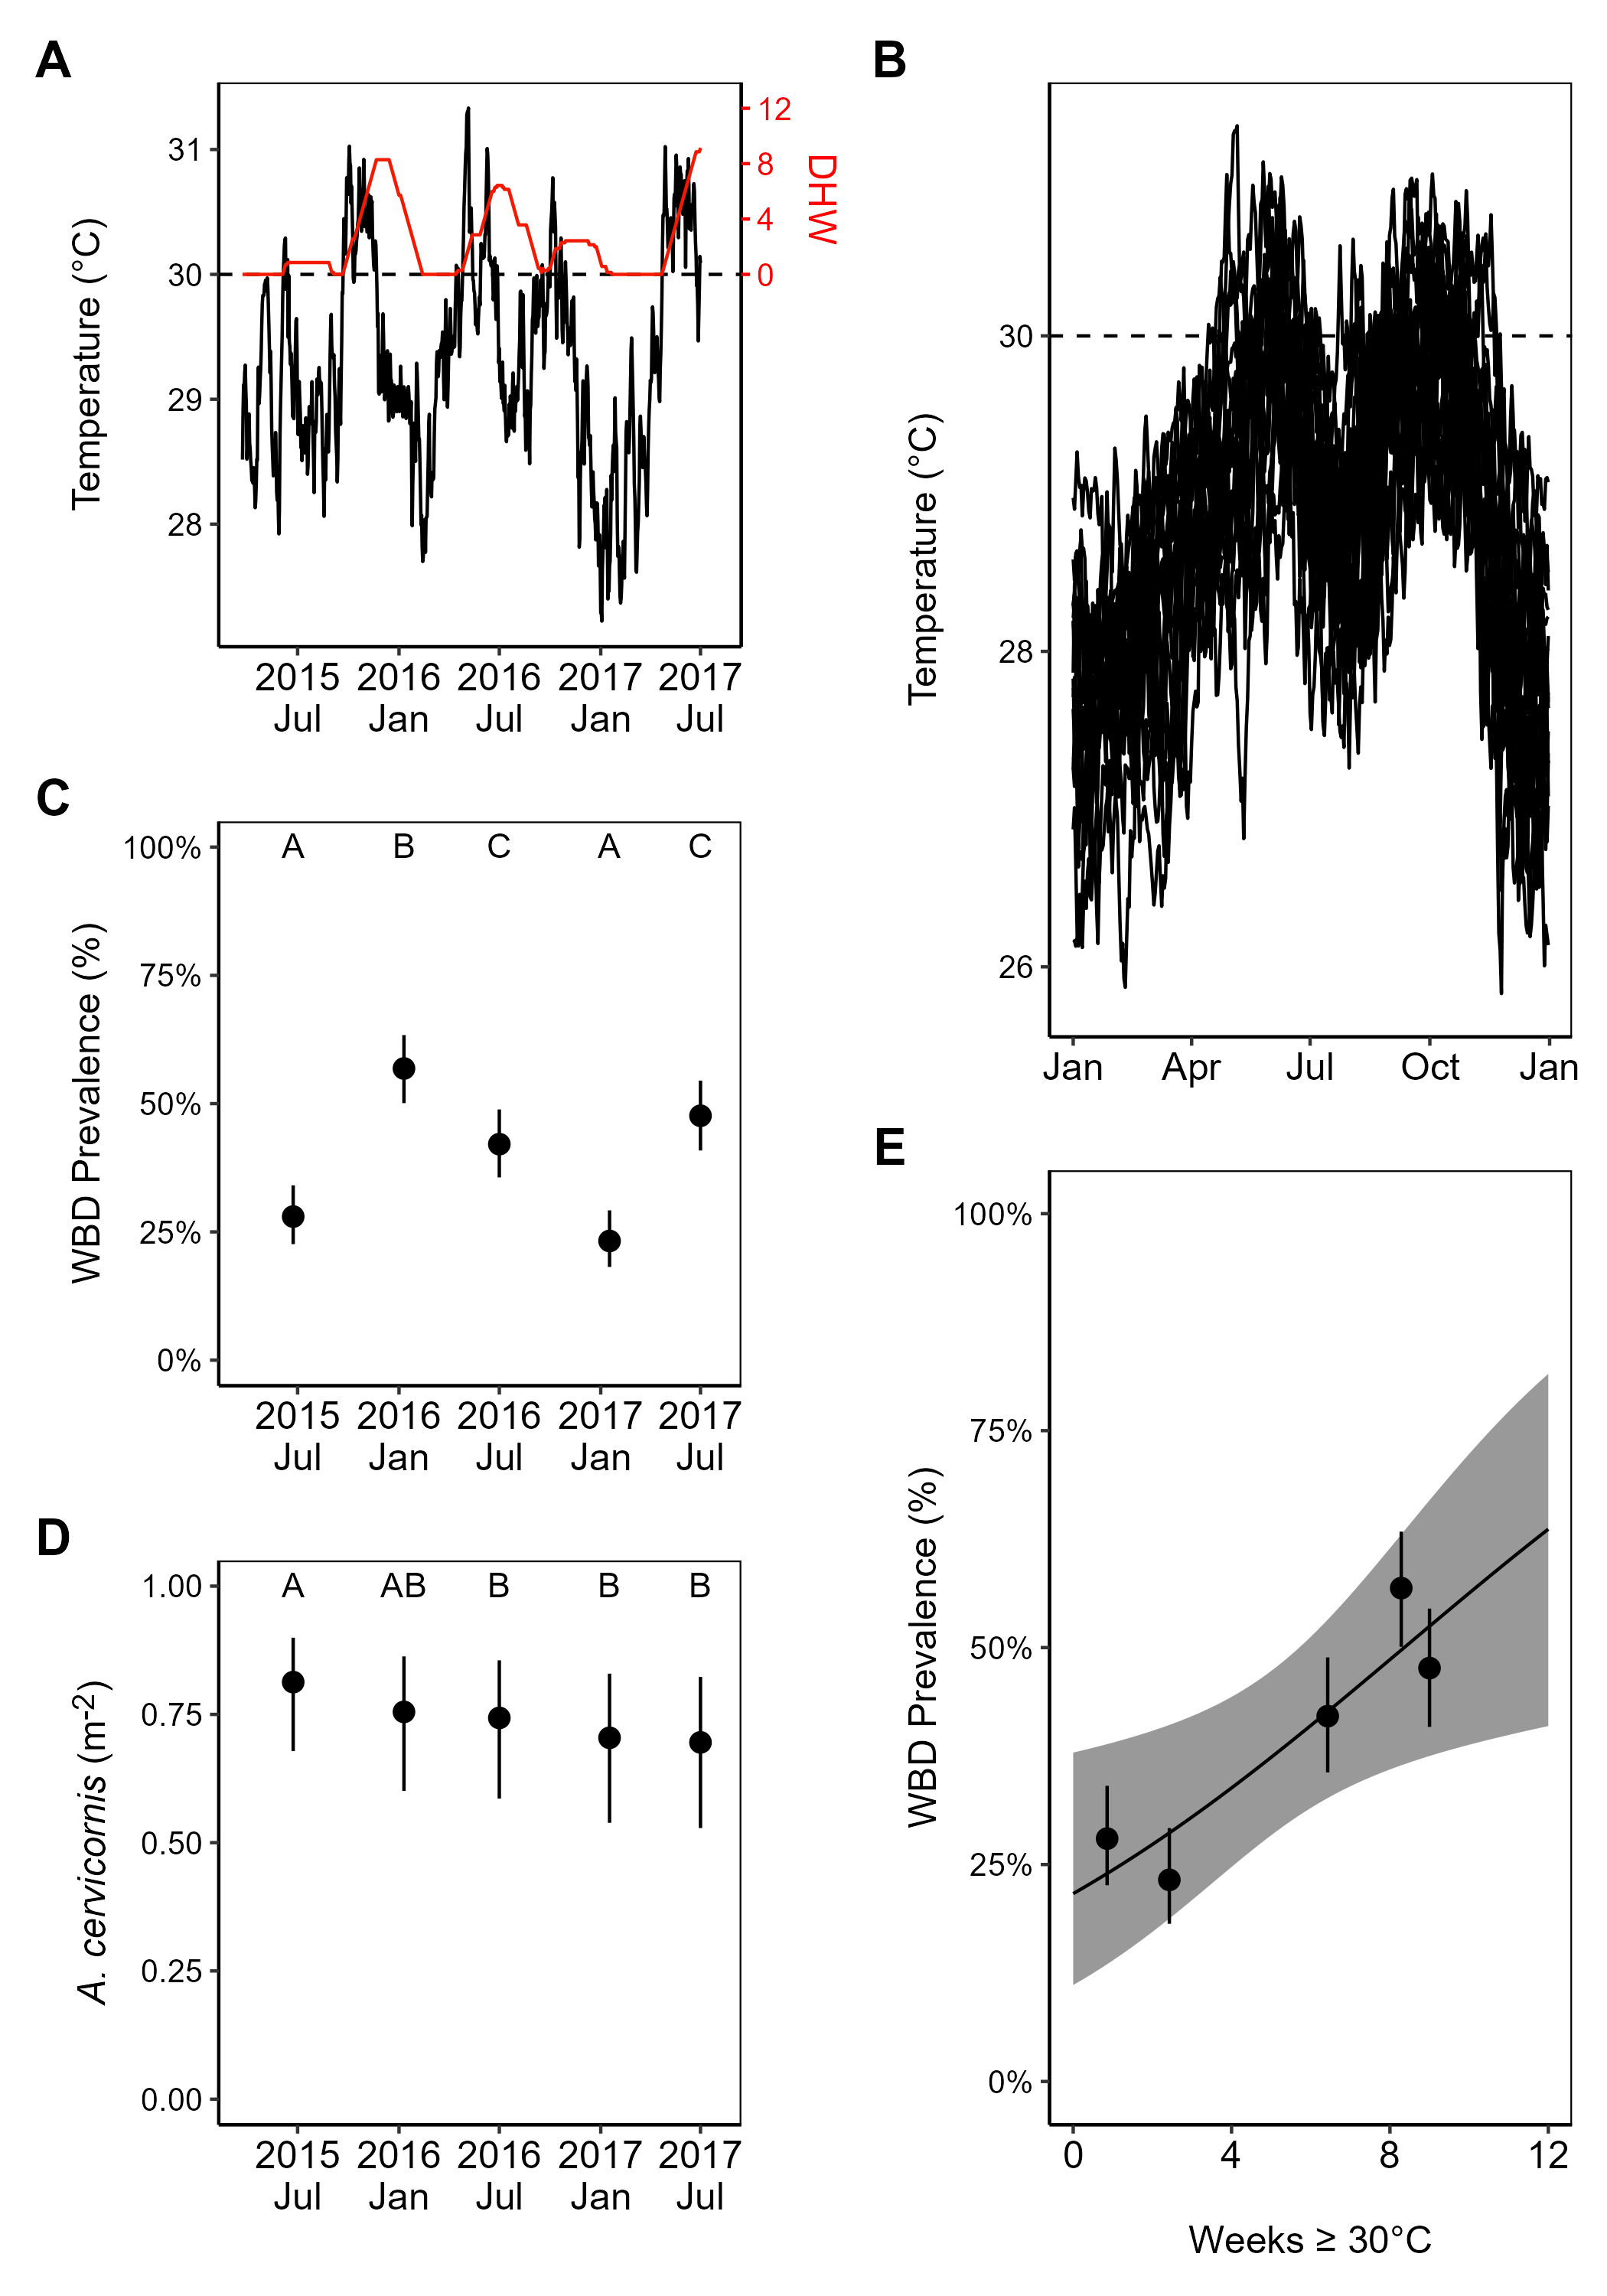 A
Temperature (°C)
31
30
29
28
12
8
4
0
DHW
2015 2016 2016 2017 2017
Jul Jan Jul Jan Jul
B
Temperature (°C)
30
28
26
Jan Apr Jul Oct Jan
C
WBD Prevalence (%)
100%
75%
50%
25%
0%
A B C A C
2015 2016 2016 2017 2017
Jul Jan Jul Jan Jul
D
A. cervicornis (m-2)
1.00
0.75
0.50
0.25
0.00
A AB B B B
2015 2016 2016 2017 2017
Jul Jan Jul Jan Jul
E
WBD Prevalence (%)
100%
75%
50%
25%
0%
0 4 8 12
Weeks ≥ 30°C